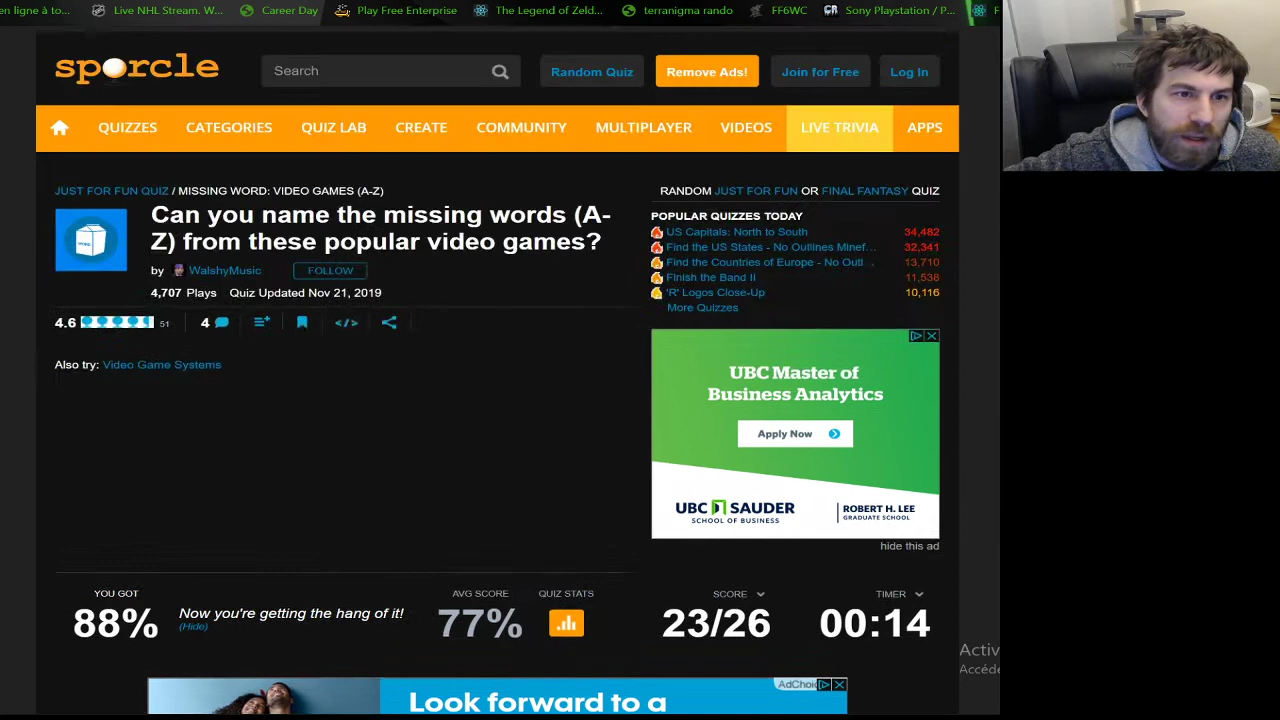 en ligne à to... Live NHL Stream. W... Career Day Play Free Enterprise The Legend of Zeld... terranigma rando FF6WC Sony Playstation / P... F
sporcle Search Random Quiz Remove Ads! Join for Free Log In
QUIZZES CATEGORIES QUIZ LAB CREATE COMMUNITY MULTIPLAYER VIDEOS LIVE TRIVIA APPS
JUST FOR FUN QUIZ / MISSING WORD: VIDEO GAMES (A-Z)
Can you name the missing words (A-
Z) from these popular video games?
by WalshyMusic FOLLOW
4,707 Plays Quiz Updated Nov 21, 2019
4.6 51 4 </>
Also try: Video Game Systems
RANDOM JUST FOR FUN OR FINAL FANTASY QUIZ
POPULAR QUIZZES TODAY
US Capitals: North to South 34,482
Find the US States - No Outlines Minef... 32,341
Find the Countries of Europe - No Outl... 13,710
Finish the Band II 11,538
'R' Logos Close-Up 10,116
More Quizzes
UBC Master of
Business Analytics
Apply Now
UBC SAUDER
SCHOOL OF BUSINESS
ROBERT H. LEE
GRADUATE SCHOOL
hide this ad
YOU GOT AVG SCORE QUIZ STATS SCORE TIMER
88% Now you're getting the hang of it! 77% 23/26 00:14
(Hide)
Activ
Accéde
AdChoic
Look forward to a